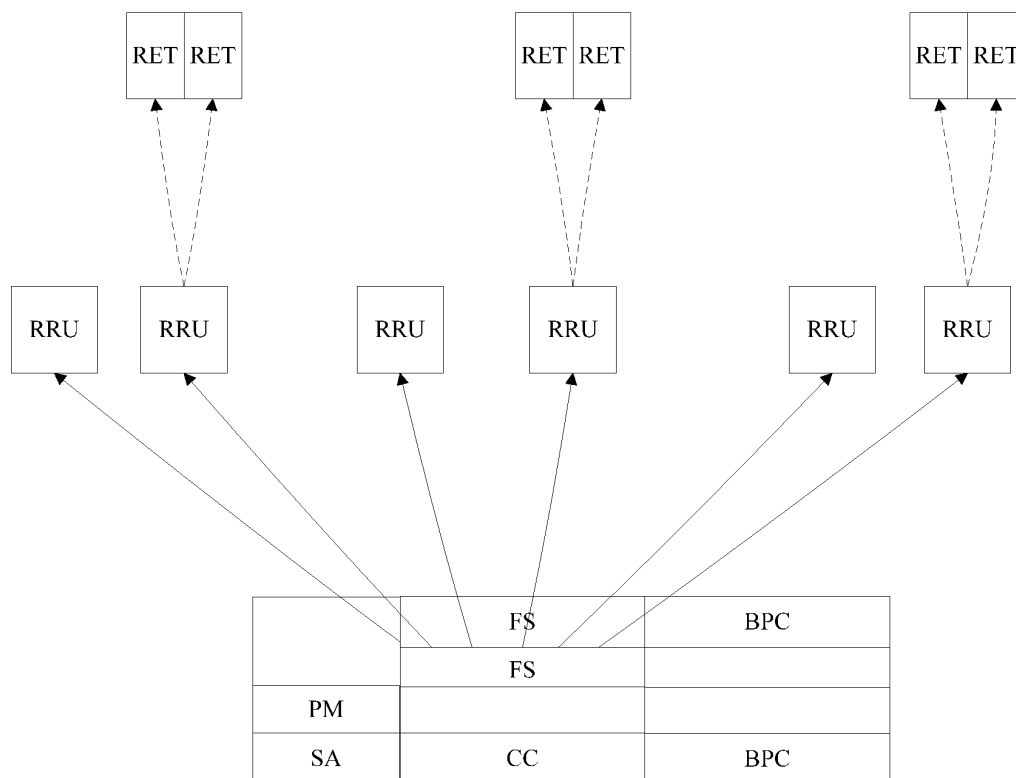 RET RET RET RET RET RET
RRU RRU RRU RRU RRU RRU
FS BPC
FS
PM
SA CC BPC